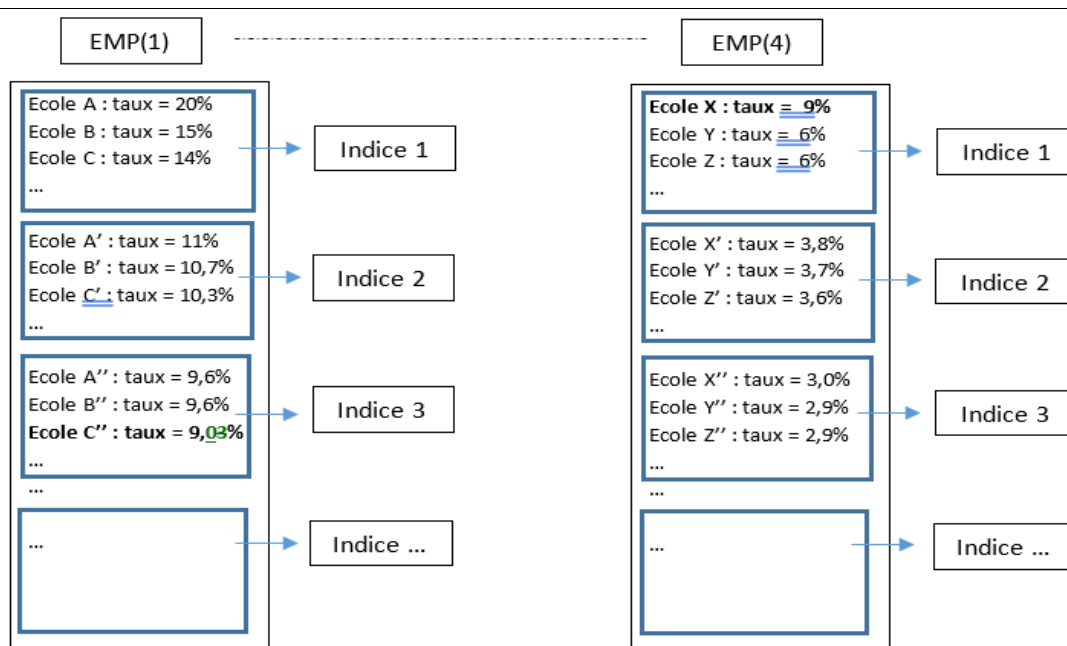 EMP(1)
EMP(4)
Ecole A : taux = 20%
Ecole B : taux = 15%
Ecole C : taux = 14%
...
Indice 1
Ecole A' : taux = 11%
Ecole B' : taux = 10,7%
Ecole C' : taux = 10,3%
...
Indice 2
Ecole A'' : taux = 9,6%
Ecole B'' : taux = 9,6%
Ecole C'' : taux = 9,03%
...
Indice 3
...
...
Indice ...
Ecole X : taux = 9%
Ecole Y : taux = 6%
Ecole Z : taux = 6%
...
Indice 1
Ecole X' : taux = 3,8%
Ecole Y' : taux = 3,7%
Ecole Z' : taux = 3,6%
...
Indice 2
Ecole X'' : taux = 3,0%
Ecole Y'' : taux = 2,9%
Ecole Z'' : taux = 2,9%
...
Indice 3
...
...
Indice ...